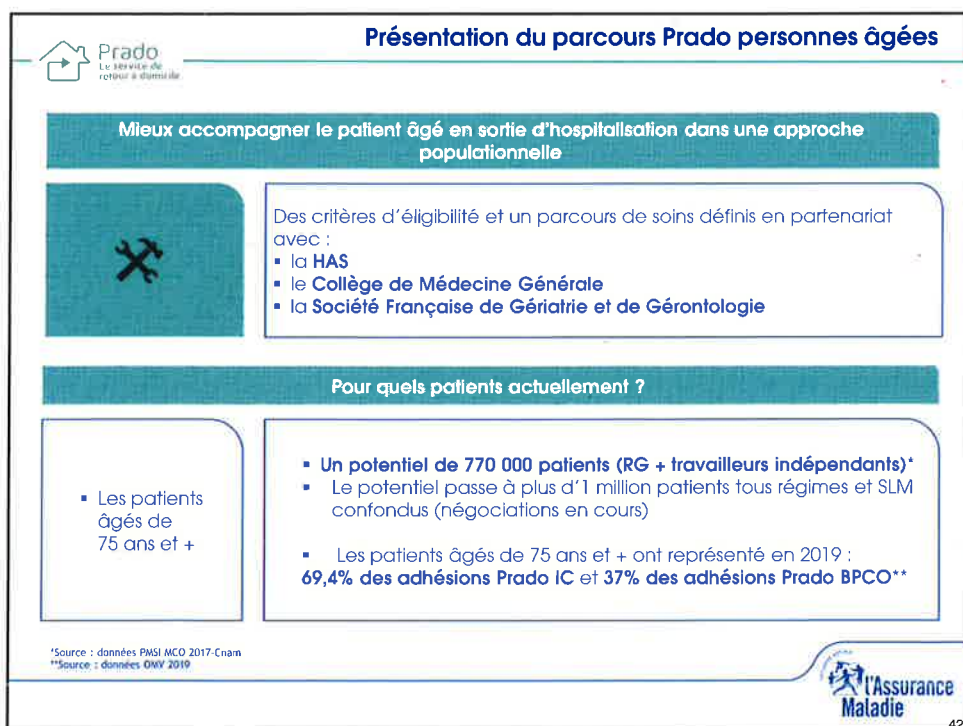 Prado
Le service de
retour à domicile
Présentation du parcours Prado personnes âgées
Mieux accompagner le patient âgé en sortie d'hospitalisation dans une approche
populationnelle
Des critères d'éligibilité et un parcours de soins définis en partenariat
avec :
▪ la HAS
▪ le Collège de Médecine Générale
▪ la Société Française de Gériatrie et de Gérontologie
Pour quels patients actuellement ?
▪ Les patients
âgés de
75 ans et +
▪ Un potentiel de 770 000 patients (RG + travailleurs indépendants)*
▪ Le potentiel passe à plus d'1 million patients tous régimes et SLM
confondus (négociations en cours)
▪ Les patients âgés de 75 ans et + ont représenté en 2019 :
69,4% des adhésions Prado IC et 37% des adhésions Prado BPCO**
*Source : données PMSI MCO 2017-Cnam
**Source : données OMV 2019
l'Assurance
Maladie
42